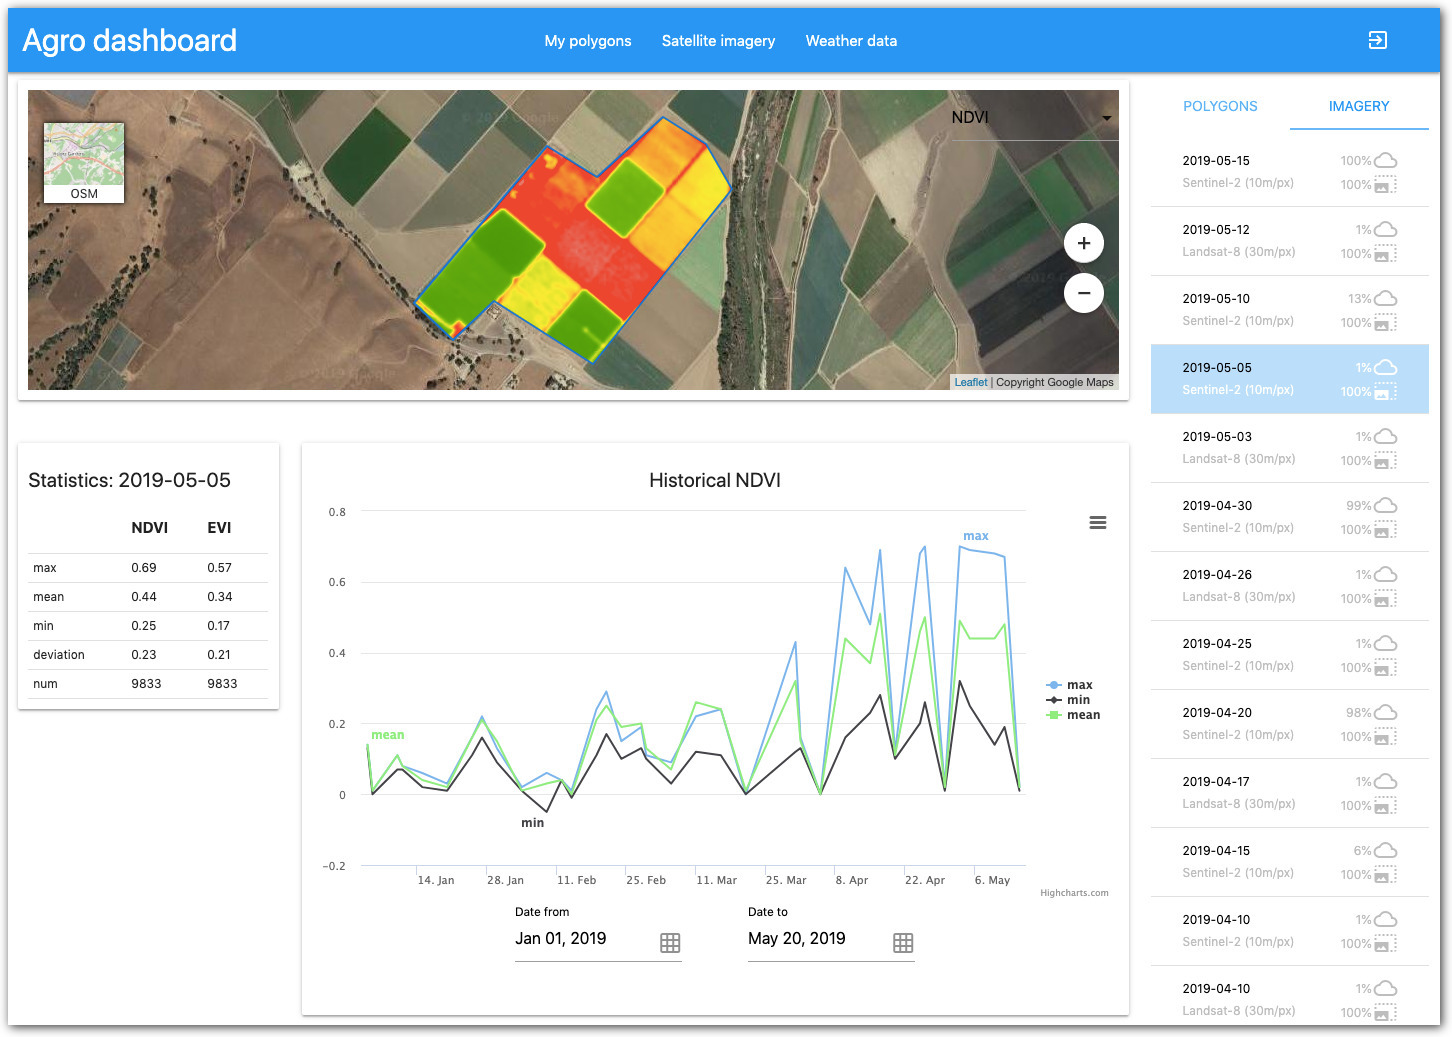 Agro dashboard
My polygons Satellite imagery Weather data
OSM
NDVI
+
−
Leaflet | Copyright Google Maps
POLYGONS IMAGERY
2019-05-15 100%
Sentinel-2 (10m/px) 100%
2019-05-12 1%
Landsat-8 (30m/px) 100%
2019-05-10 13%
Sentinel-2 (10m/px) 100%
2019-05-05 1%
Sentinel-2 (10m/px) 100%
2019-05-03 1%
Landsat-8 (30m/px) 100%
2019-04-30 99%
Sentinel-2 (10m/px) 100%
2019-04-26 1%
Landsat-8 (30m/px) 100%
2019-04-25 1%
Sentinel-2 (10m/px) 100%
2019-04-20 98%
Sentinel-2 (10m/px) 100%
2019-04-17 1%
Landsat-8 (30m/px) 100%
2019-04-15 6%
Sentinel-2 (10m/px) 100%
2019-04-10 1%
Sentinel-2 (10m/px) 100%
2019-04-10 1%
Landsat-8 (30m/px) 100%
Statistics: 2019-05-05
NDVI EVI
max 0.69 0.57
mean 0.44 0.34
min 0.25 0.17
deviation 0.23 0.21
num 9833 9833
Historical NDVI
0.8
0.6
0.4
0.2
0
-0.2
max
mean
min
14. Jan 28. Jan 11. Feb 25. Feb 11. Mar 25. Mar 8. Apr 22. Apr 6. May
max
min
mean
Highcharts.com
Date from Date to
Jan 01, 2019 May 20, 2019